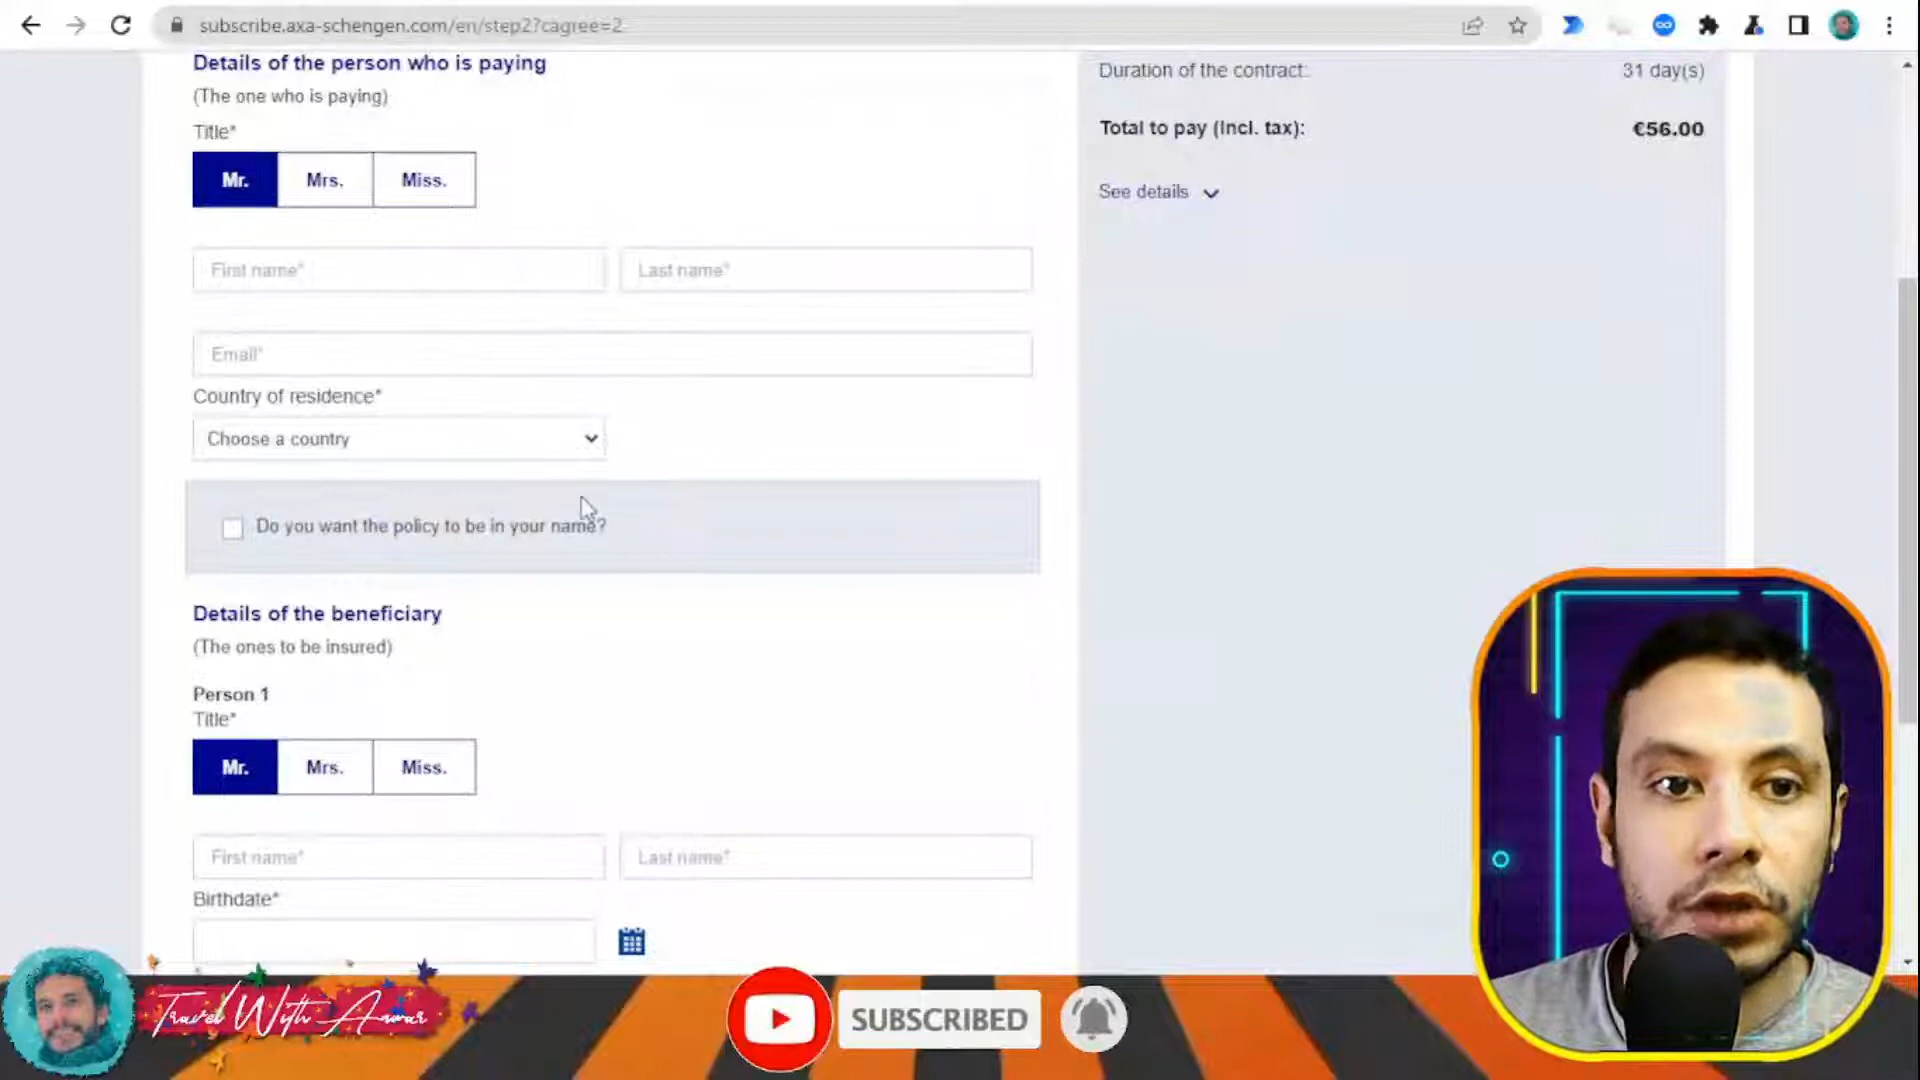 subscribe.axa-schengen.com/en/step2?cagree=2
Details of the person who is paying
(The one who is paying)
Title*
Mr.
Mrs.
Miss.
First name*
Last name*
Email*
Country of residence*
Choose a country
Do you want the policy to be in your name?
Details of the beneficiary
(The ones to be insured)
Person 1
Title*
Mr.
Mrs.
Miss.
First name*
Last name*
Birthdate*
Duration of the contract:
31 day(s)
Total to pay (incl. tax):
€56.00
See details
Travel With Anwar
SUBSCRIBED